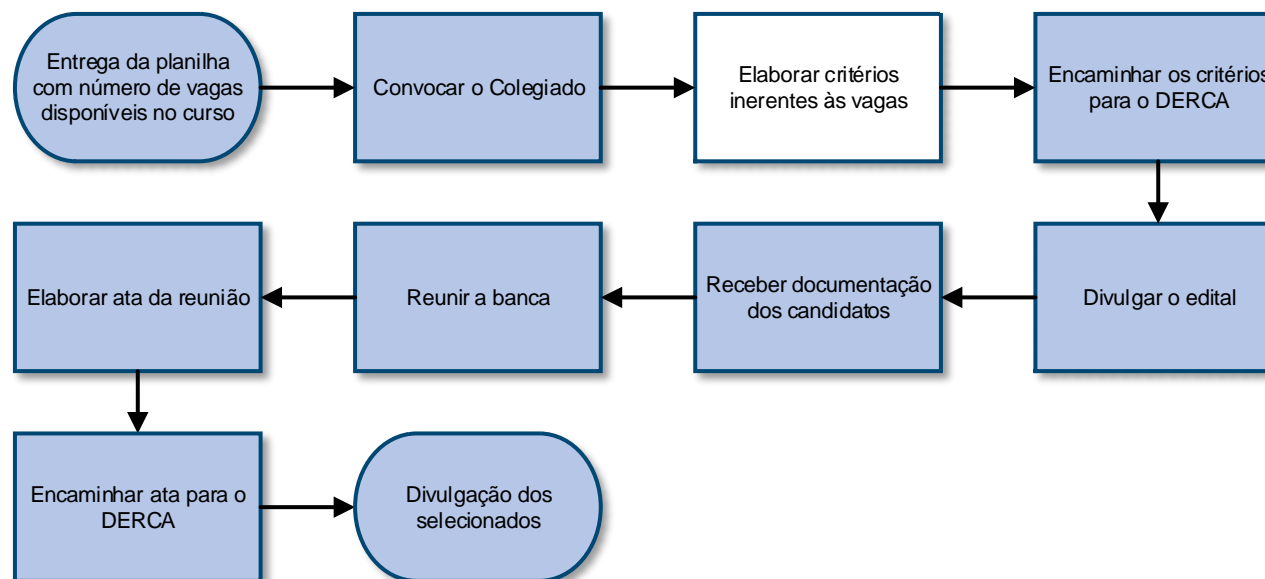 Entrega da planilha
com número de vagas
disponíveis no curso
Convocar o Colegiado
Elaborar critérios
inerentes às vagas
Encaminhar os critérios
para o DERCA
Elaborar ata da reunião
Reunir a banca
Receber documentação
dos candidatos
Divulgar o edital
Encaminhar ata para o
DERCA
Divulgação dos
selecionados